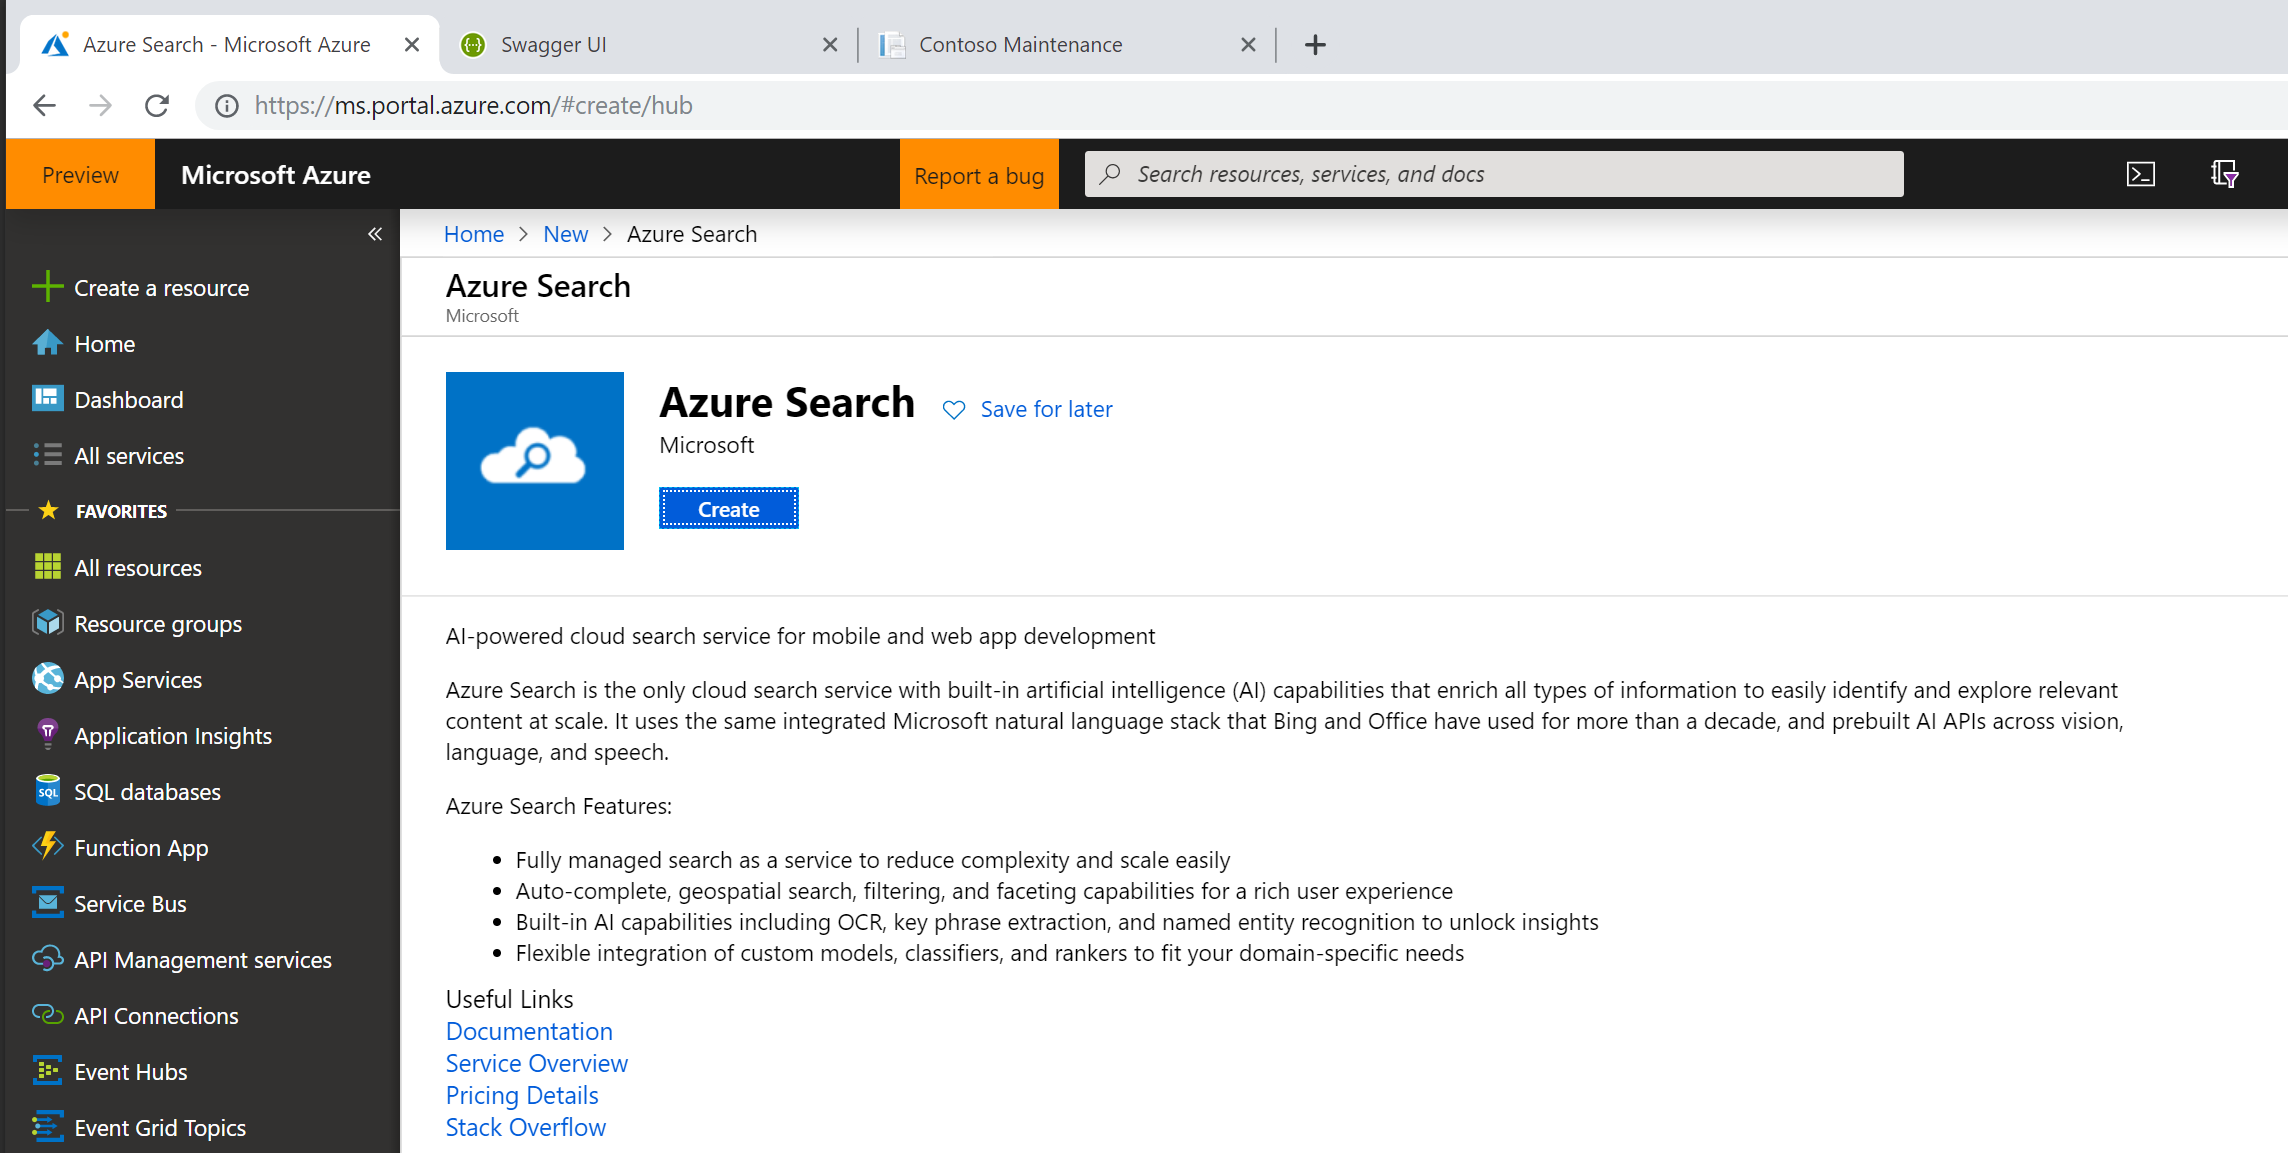 Azure Search - Microsoft Azure
Swagger UI
Contoso Maintenance
https://ms.portal.azure.com/#create/hub
Preview
Microsoft Azure
Report a bug
Search resources, services, and docs
Create a resource
Home
Dashboard
All services
FAVORITES
All resources
Resource groups
App Services
Application Insights
SQL
SQL databases
Function App
Service Bus
API Management services
API Connections
Event Hubs
Event Grid Topics
Home > New > Azure Search
Azure Search
Microsoft
Azure Search
Save for later
Microsoft
Create
AI-powered cloud search service for mobile and web app development
Azure Search is the only cloud search service with built-in artificial intelligence (AI) capabilities that enrich all types of information to easily identify and explore relevant
content at scale. It uses the same integrated Microsoft natural language stack that Bing and Office have used for more than a decade, and prebuilt AI APIs across vision,
language, and speech.
Azure Search Features:
• Fully managed search as a service to reduce complexity and scale easily
• Auto-complete, geospatial search, filtering, and faceting capabilities for a rich user experience
• Built-in AI capabilities including OCR, key phrase extraction, and named entity recognition to unlock insights
• Flexible integration of custom models, classifiers, and rankers to fit your domain-specific needs
Useful Links
Documentation
Service Overview
Pricing Details
Stack Overflow